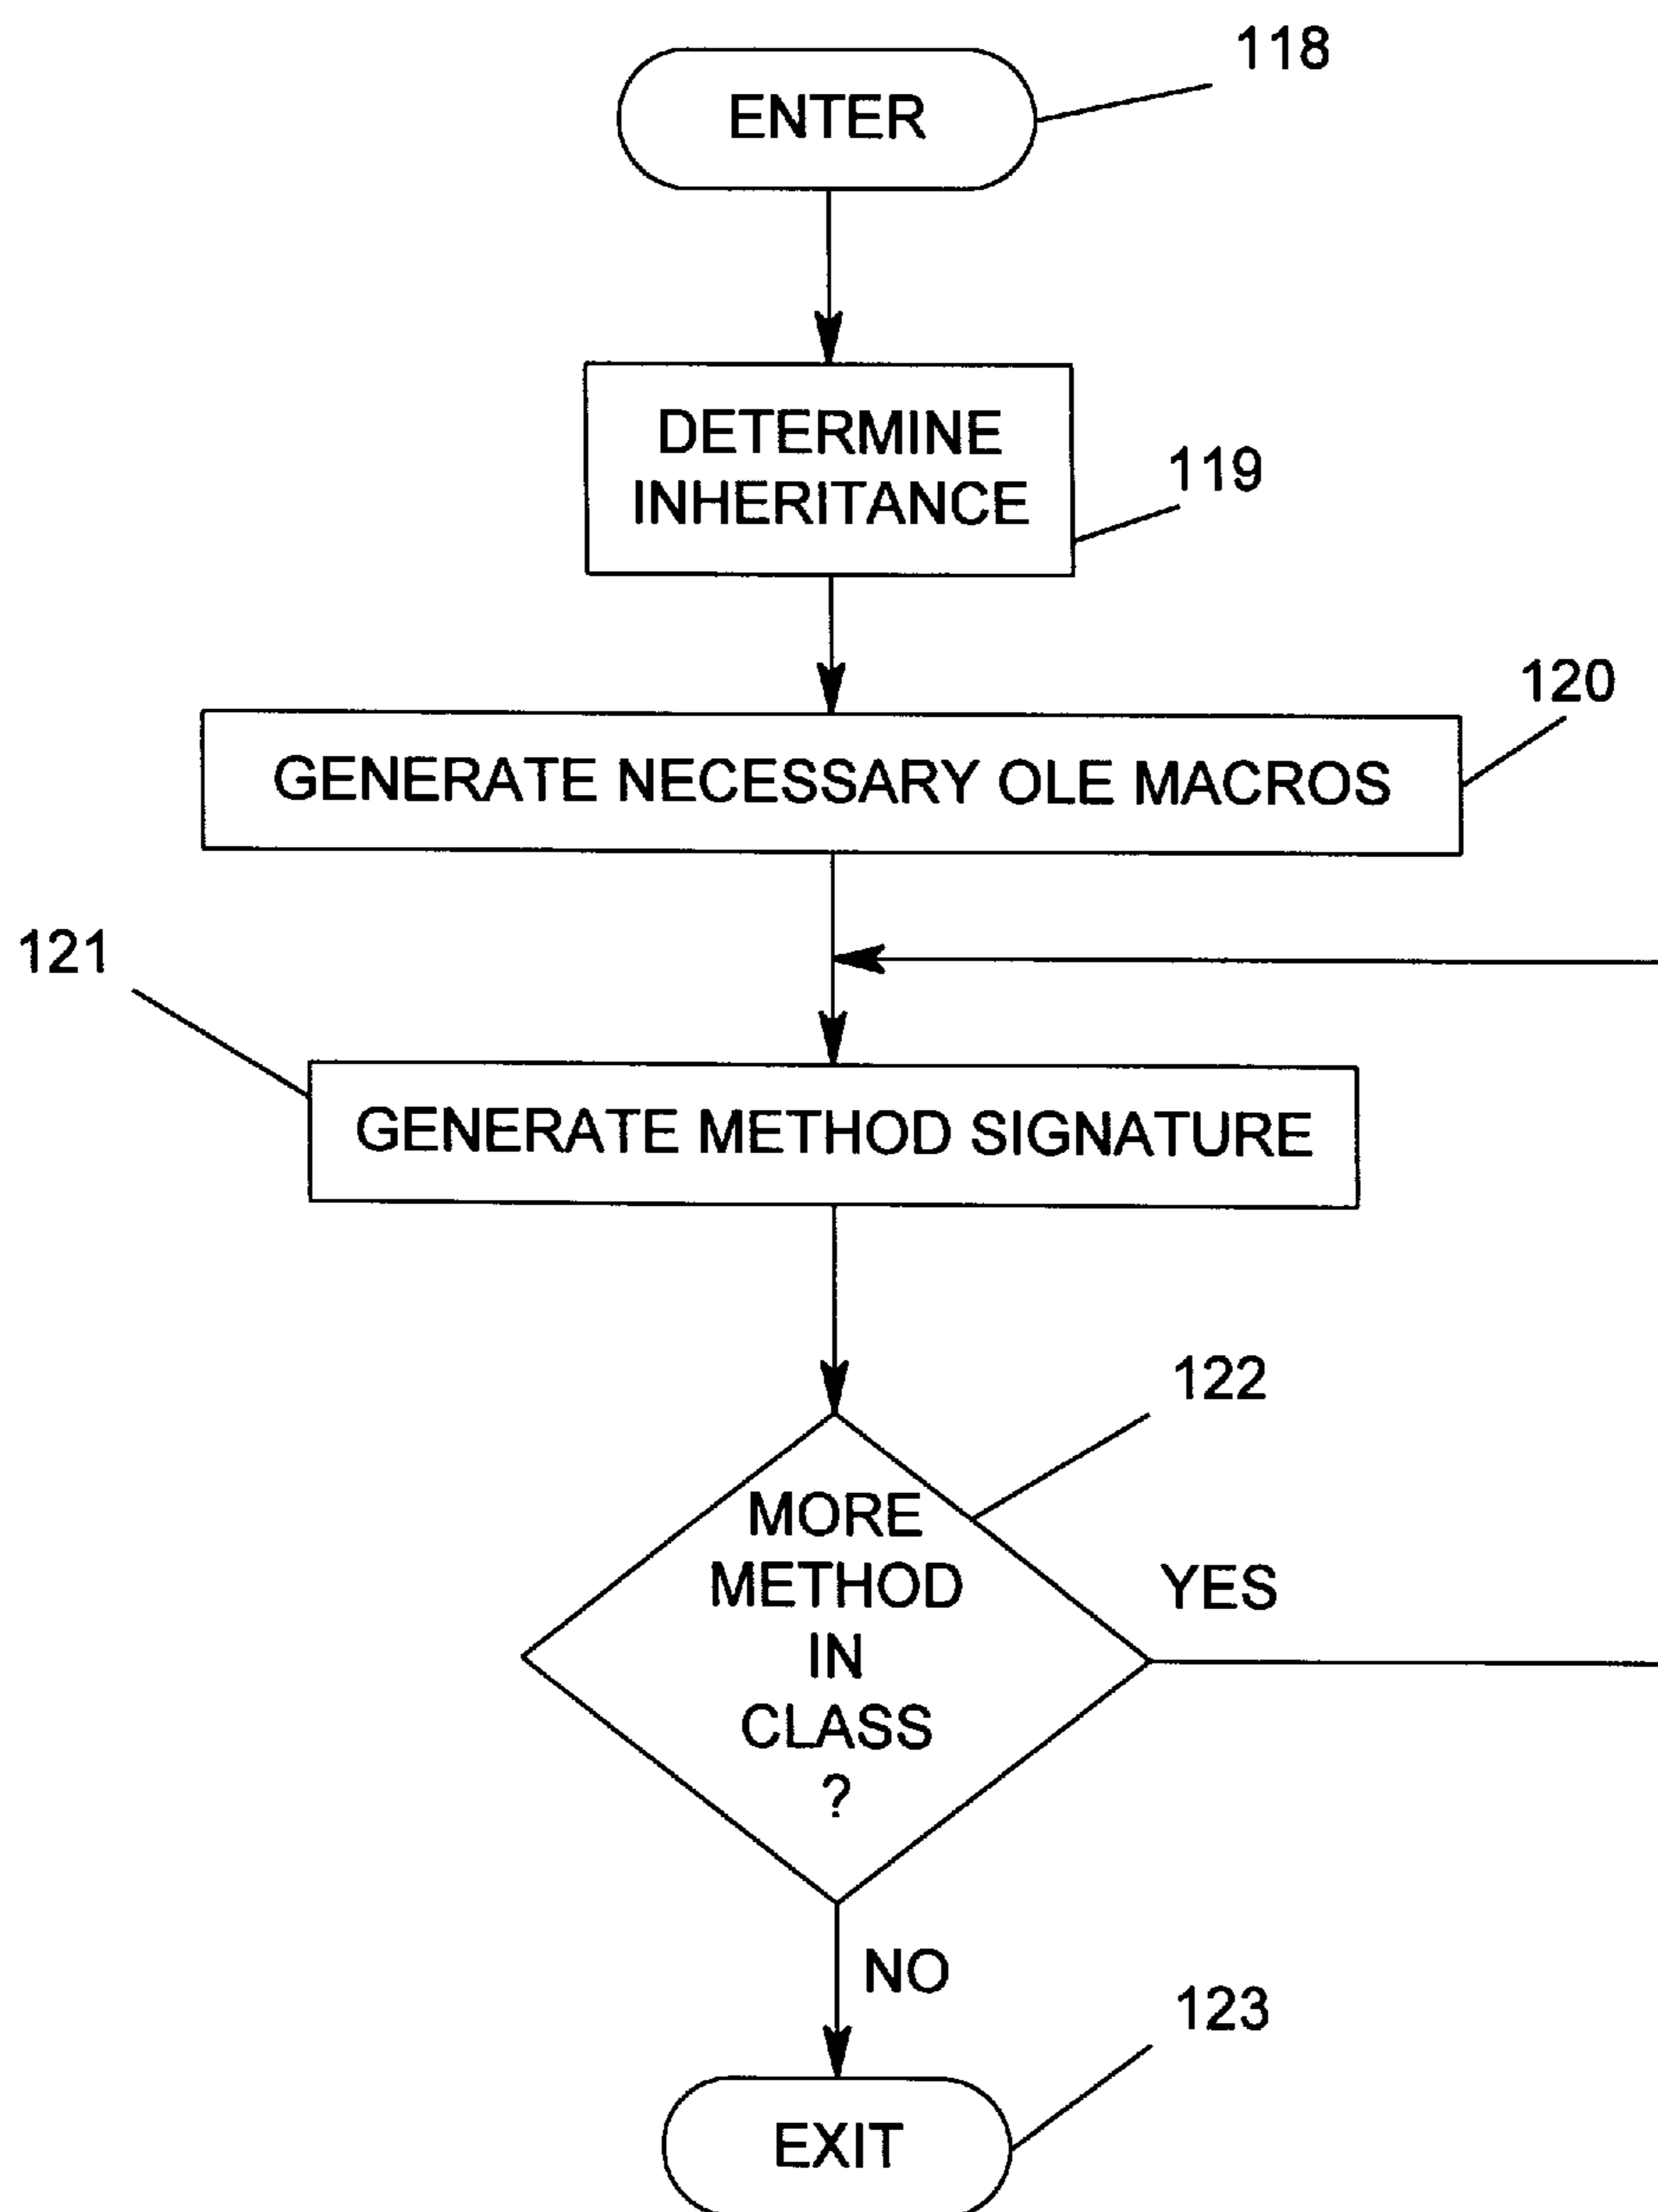 118
ENTER
DETERMINE
INHERITANCE
119
120
GENERATE NECESSARY OLE MACROS
121
GENERATE METHOD SIGNATURE
122
MORE
METHOD
IN
CLASS
?
YES
NO
123
EXIT